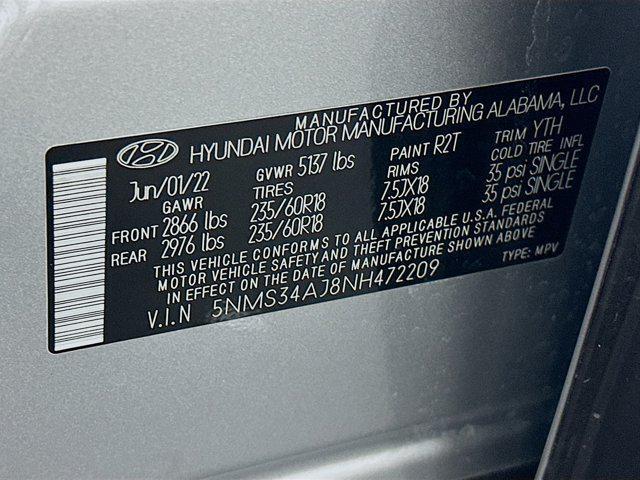 MANUFACTURED BY
HYUNDAI MOTOR MANUFACTURING ALABAMA, LLC
Jun/01/22 GVWR 5137 lbs PAINT R2T TRIM YTH
GAWR TIRES RIMS COLD TIRE INFL
FRONT 2866 lbs 235/60R18 7.5JX18 35 psi SINGLE
REAR 2976 lbs 235/60R18 7.5JX18 35 psi SINGLE
THIS VEHICLE CONFORMS TO ALL APPLICABLE U.S.A. FEDERAL
MOTOR VEHICLE SAFETY AND THEFT PREVENTION STANDARDS
IN EFFECT ON THE DATE OF MANUFACTURE SHOWN ABOVE
V.I.N 5NMS34AJ8NH472209 TYPE: MPV